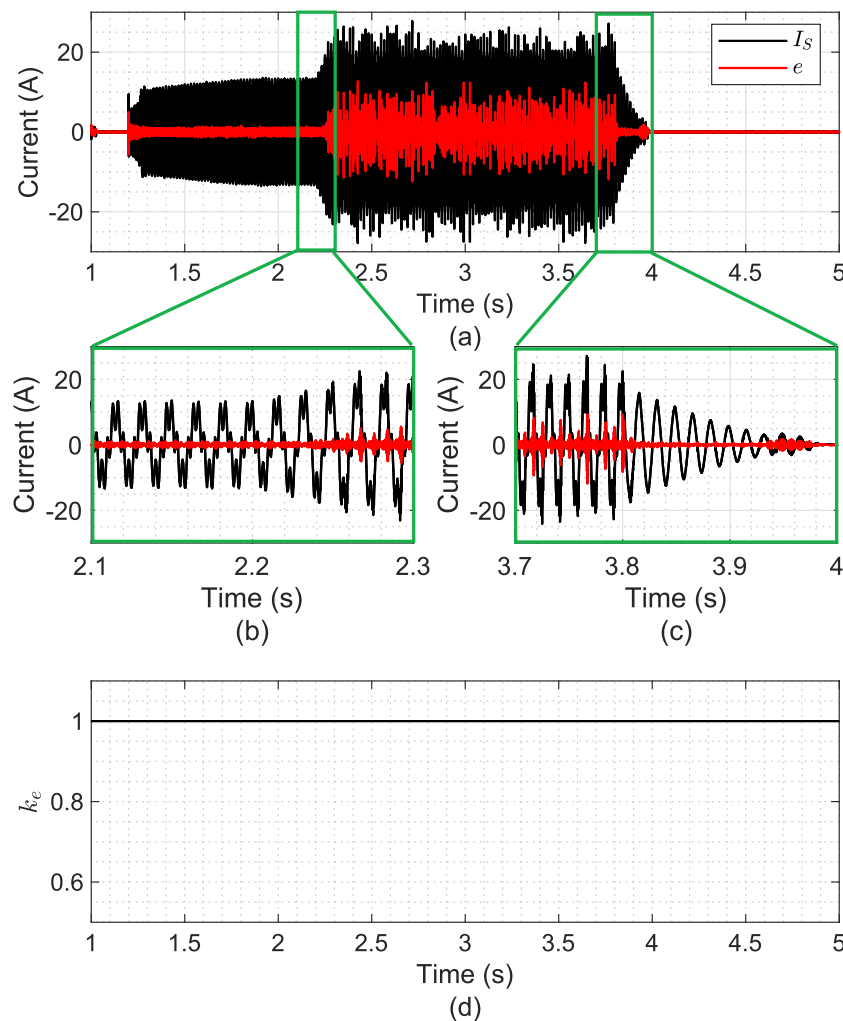 20
0
-20
Current (A)
I_S
e
1 1.5 2 2.5 3 3.5 4 4.5 5
Time (s)
(a)
20
0
-20
Current (A)
2.1 2.2 2.3
Time (s)
(b)
20
0
-20
Current (A)
3.7 3.8 3.9 4
Time (s)
(c)
1
0.8
0.6
k_e
1 1.5 2 2.5 3 3.5 4 4.5 5
Time (s)
(d)